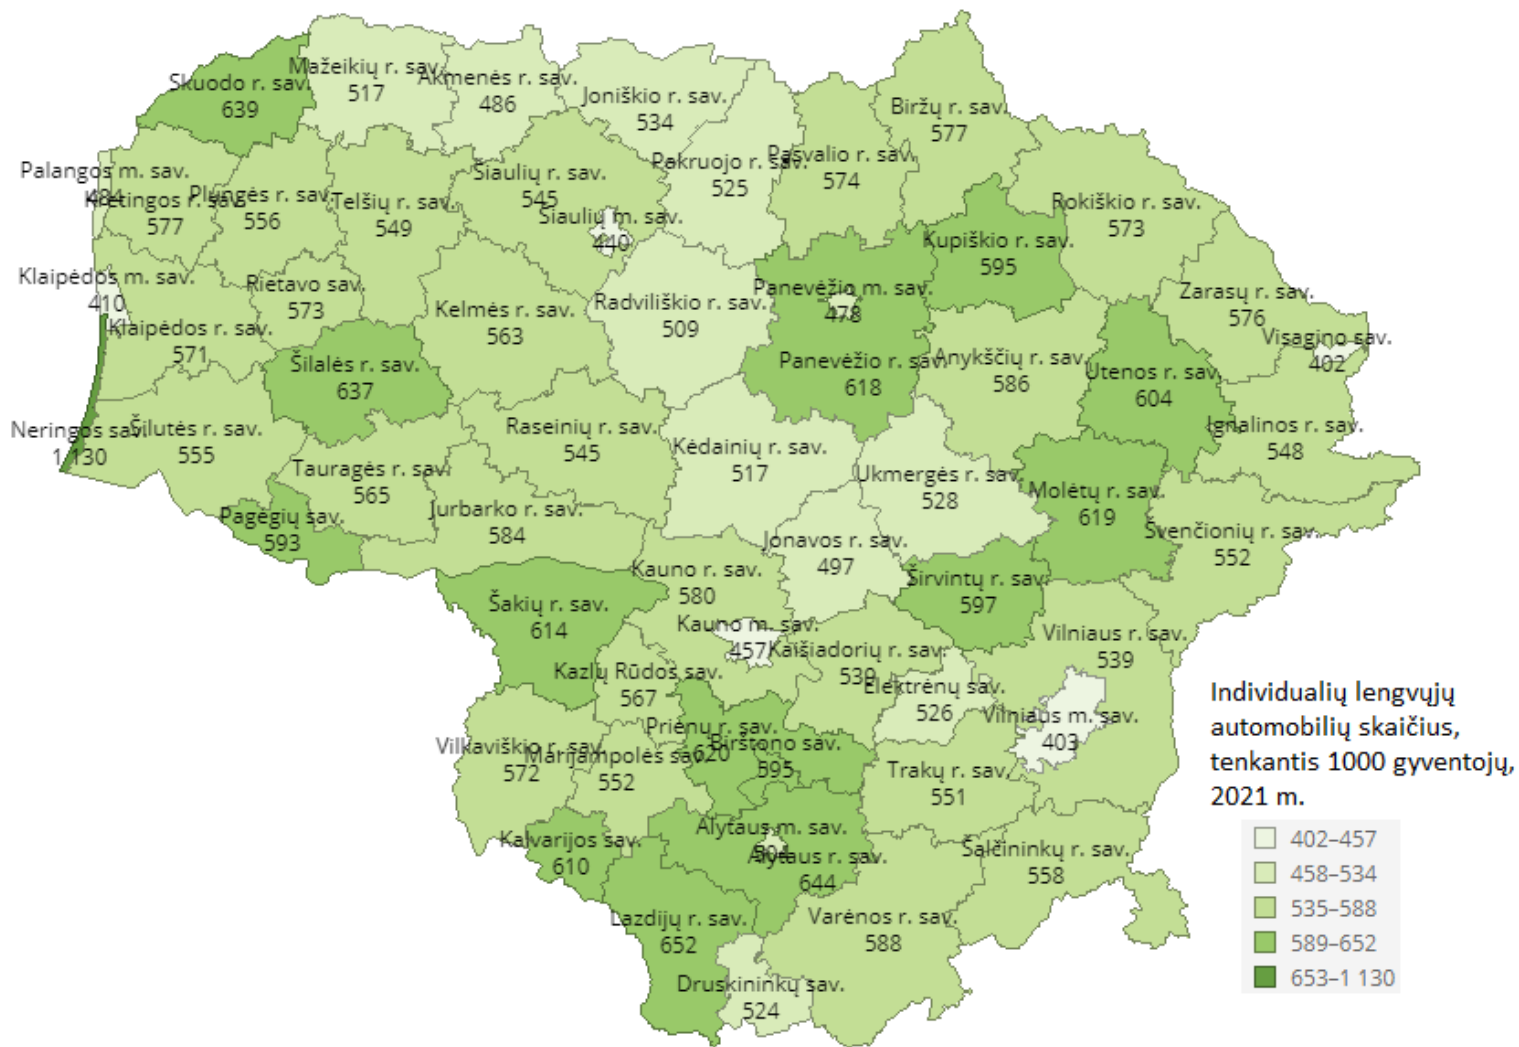 Skuodo r. sav.
639
Mažeikių r. sav.
517
Akmenės r. sav.
486
Joniškio r. sav.
534
Pakruojo r. sav.
525
Pasvalio r. sav.
574
Biržų r. sav.
577
Rokiškio r. sav.
573
Palangos m. sav.
484
Kretingos r. sav.
577
Plungės r. sav.
556
Telšių r. sav.
549
Šiaulių r. sav.
545
Šiaulių m. sav.
440
Kupiškio r. sav.
595
Klaipėdos m. sav.
410
Klaipėdos r. sav.
571
Rietavo sav.
573
Kelmės r. sav.
563
Radviliškio r. sav.
509
Panevėžio m. sav.
478
Panevėžio r. sav.
618
Anykščių r. sav.
586
Utenos r. sav.
604
Zarasų r. sav.
576
Visagino sav.
402
Ignalinos r. sav.
548
Šilalės r. sav.
637
Neringos sav.
1 130
Šilutės r. sav.
555
Tauragės r. sav.
565
Raseinių r. sav.
545
Kėdainių r. sav.
517
Ukmergės r. sav.
528
Molėtų r. sav.
619
Švenčionių r. sav.
552
Pagėgių sav.
593
Jurbarko r. sav.
584
Jonavos r. sav.
497
Širvintų r. sav.
597
Šakių r. sav.
614
Kauno r. sav.
580
Kauno m. sav.
457
Kaišiadorių r. sav.
539
Elektrėnų sav.
526
Vilniaus r. sav.
539
Vilniaus m. sav.
403
Kazlų Rūdos sav.
567
Prienų r. sav.
620
Birštono sav.
595
Vilkaviškio r. sav.
572
Marijampolės sav.
552
Trakų r. sav.
551
Kalvarijos sav.
610
Alytaus m. sav.
Alytaus r. sav.
644
Šalčininkų r. sav.
558
Lazdijų r. sav.
652
Varėnos r. sav.
588
Druskininkų sav.
524
Individualių lengvųjų
automobilių skaičius,
tenkantis 1000 gyventojų,
2021 m.
402–457
458–534
535–588
589–652
653–1 130